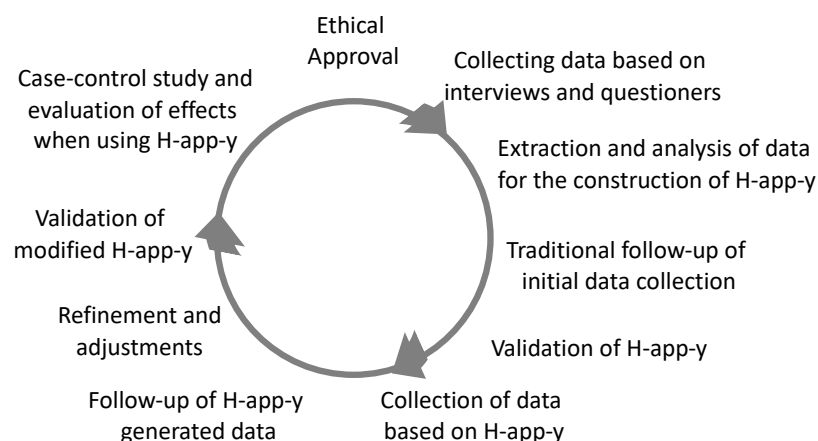 Ethical
Approval
Collecting data based on
interviews and questioners
Extraction and analysis of data
for the construction of H-app-y
Traditional follow-up of
initial data collection
Validation of H-app-y
Collection of data
based on H-app-y
Follow-up of H-app-y
generated data
Refinement and
adjustments
Validation of
modified H-app-y
Case-control study and
evaluation of effects
when using H-app-y